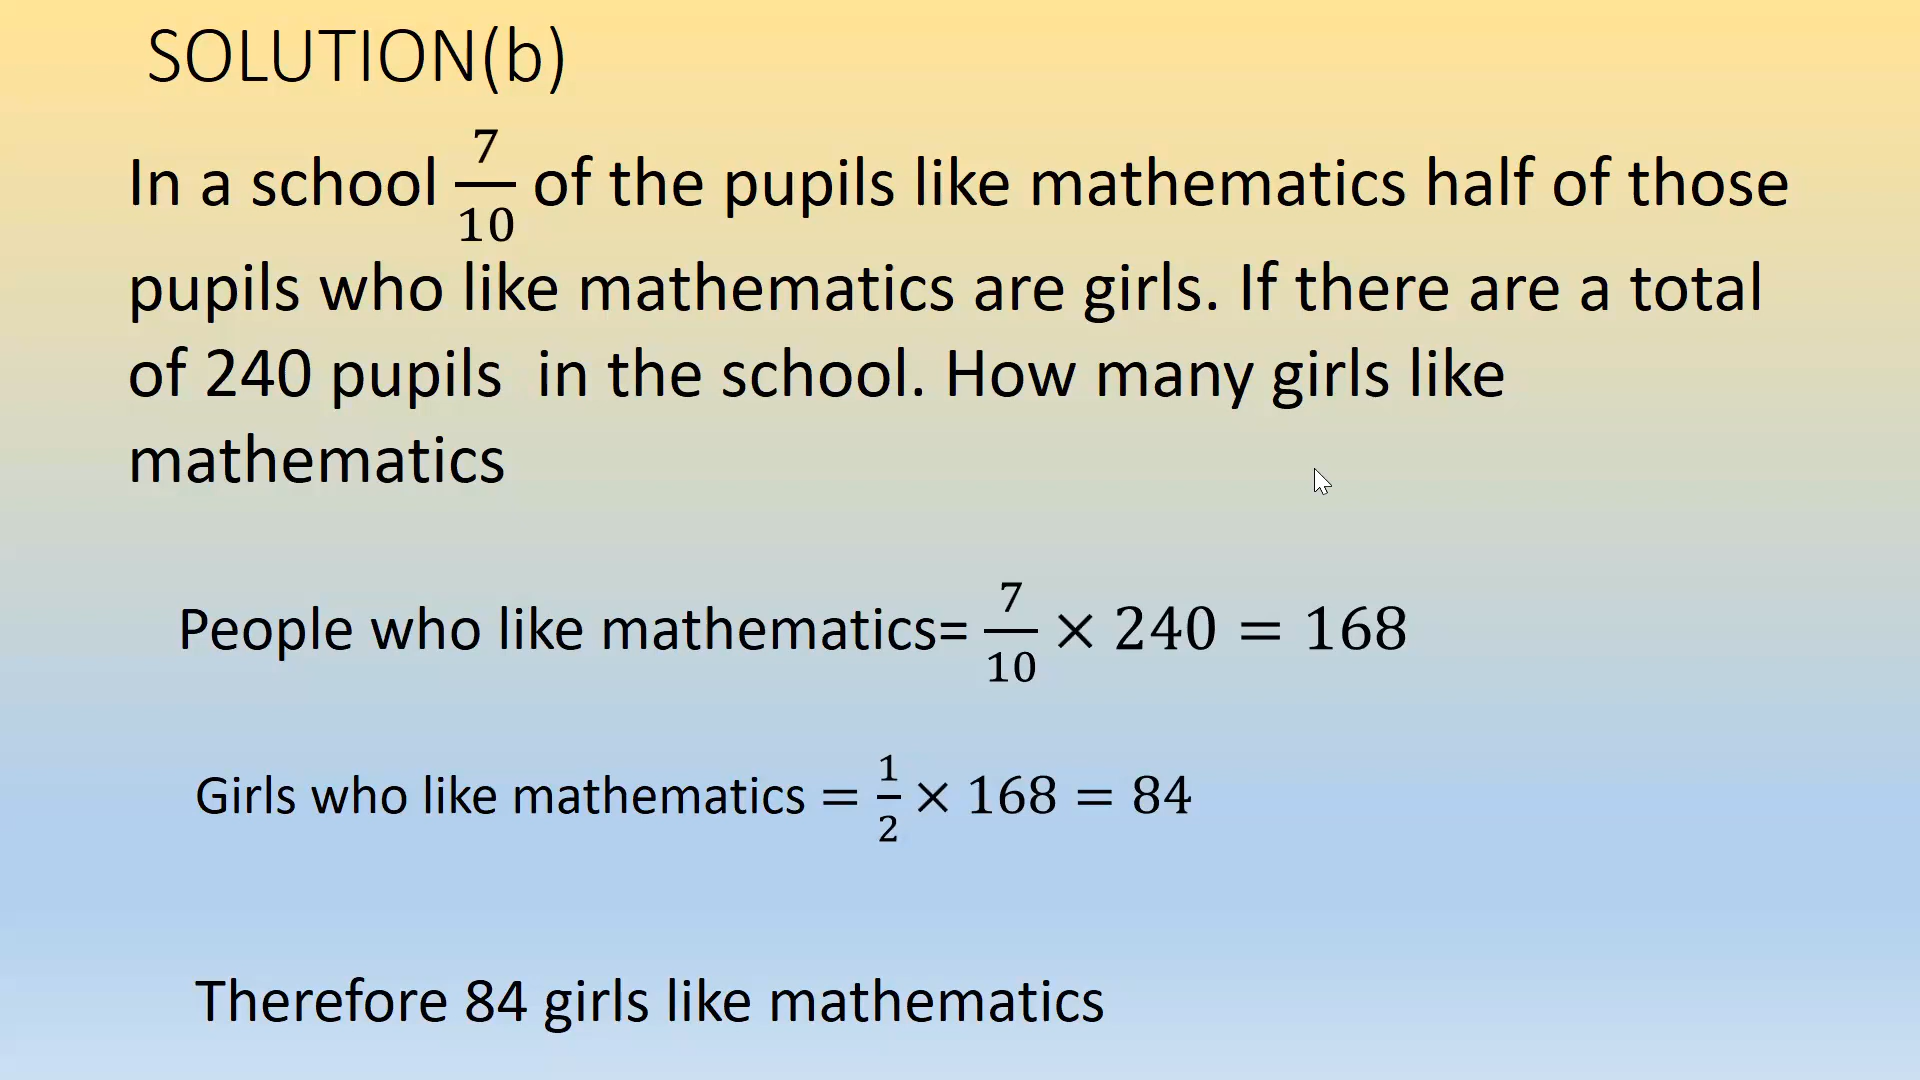 SOLUTION(b)
In a school 7/10 of the pupils like mathematics half of those
pupils who like mathematics are girls. If there are a total
of 240 pupils  in the school. How many girls like
mathematics
People who like mathematics= 7/10 × 240 = 168
Girls who like mathematics = 1/2 × 168 = 84
Therefore 84 girls like mathematics